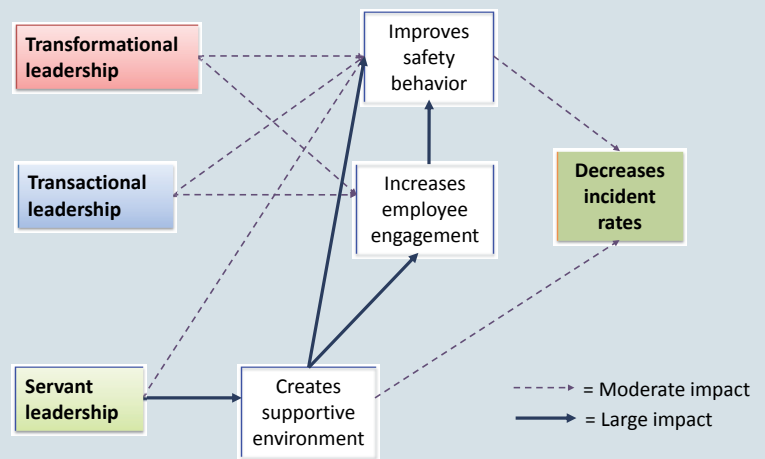 Transformational
leadership
Improves
safety
behavior
Transactional
leadership
Increases
employee
engagement
Decreases
incident
rates
Servant
leadership
Creates
supportive
environment
= Moderate impact
= Large impact